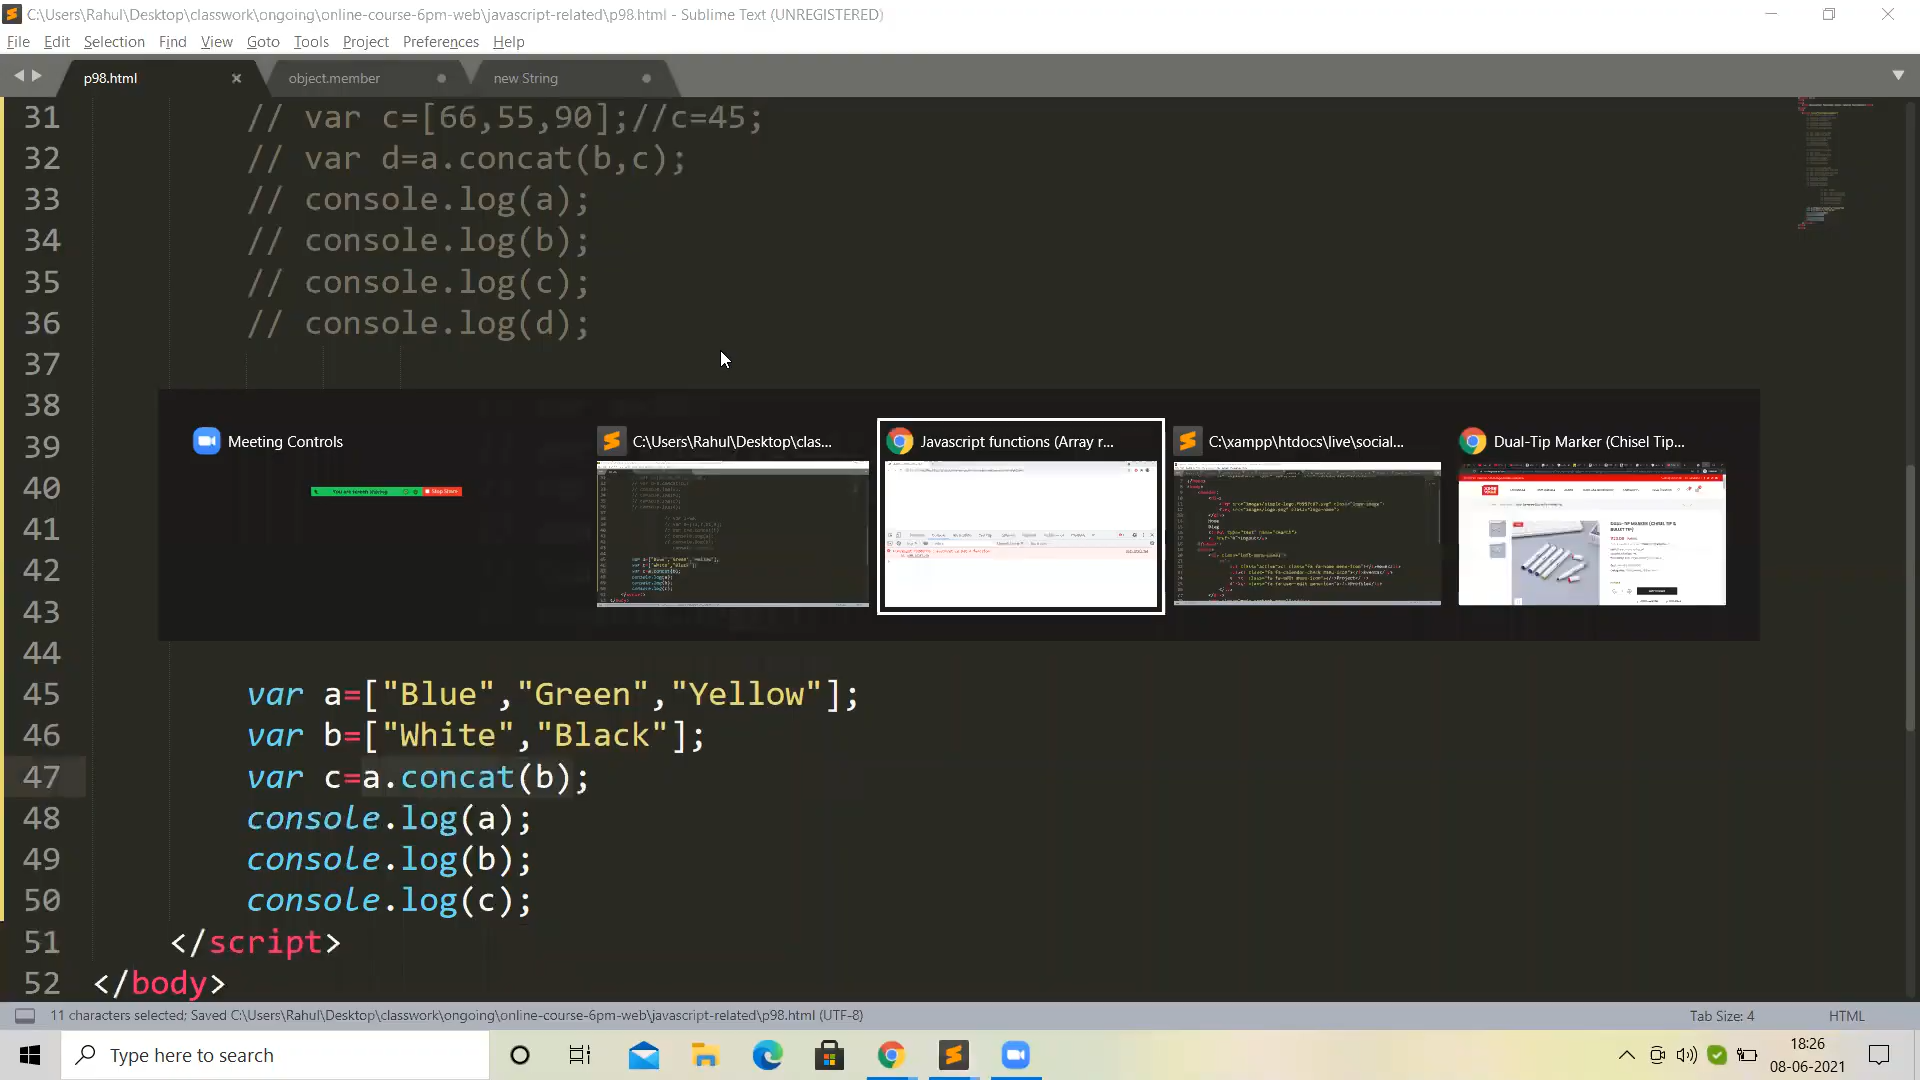 C:\Users\Rahul\Desktop\classwork\ongoing\online-course-6pm-web\javascript-related\p98.html - Sublime Text (UNREGISTERED)
File Edit Selection Find View Goto Tools Project Preferences Help
p98.html object.member new String
31 // var c=[66,55,90];//c=45;
32 // var d=a.concat(b,c);
33 // console.log(a);
34 // console.log(b);
35 // console.log(c);
36 // console.log(d);
37
38
39
40
41
42
43
44
Meeting Controls
C:\Users\Rahul\Desktop\clas...
Javascript functions (Array r...
C:\xampp\htdocs\live\social...
Dual-Tip Marker (Chisel Tip...
45 var a=["Blue","Green","Yellow"];
46 var b=["White","Black"];
47 var c=a.concat(b);
48 console.log(a);
49 console.log(b);
50 console.log(c);
51 </script>
52 </body>
11 characters selected; Saved C:\Users\Rahul\Desktop\classwork\ongoing\online-course-6pm-web\javascript-related\p98.html (UTF-8)
Tab Size: 4 HTML
Type here to search
18:26
08-06-2021